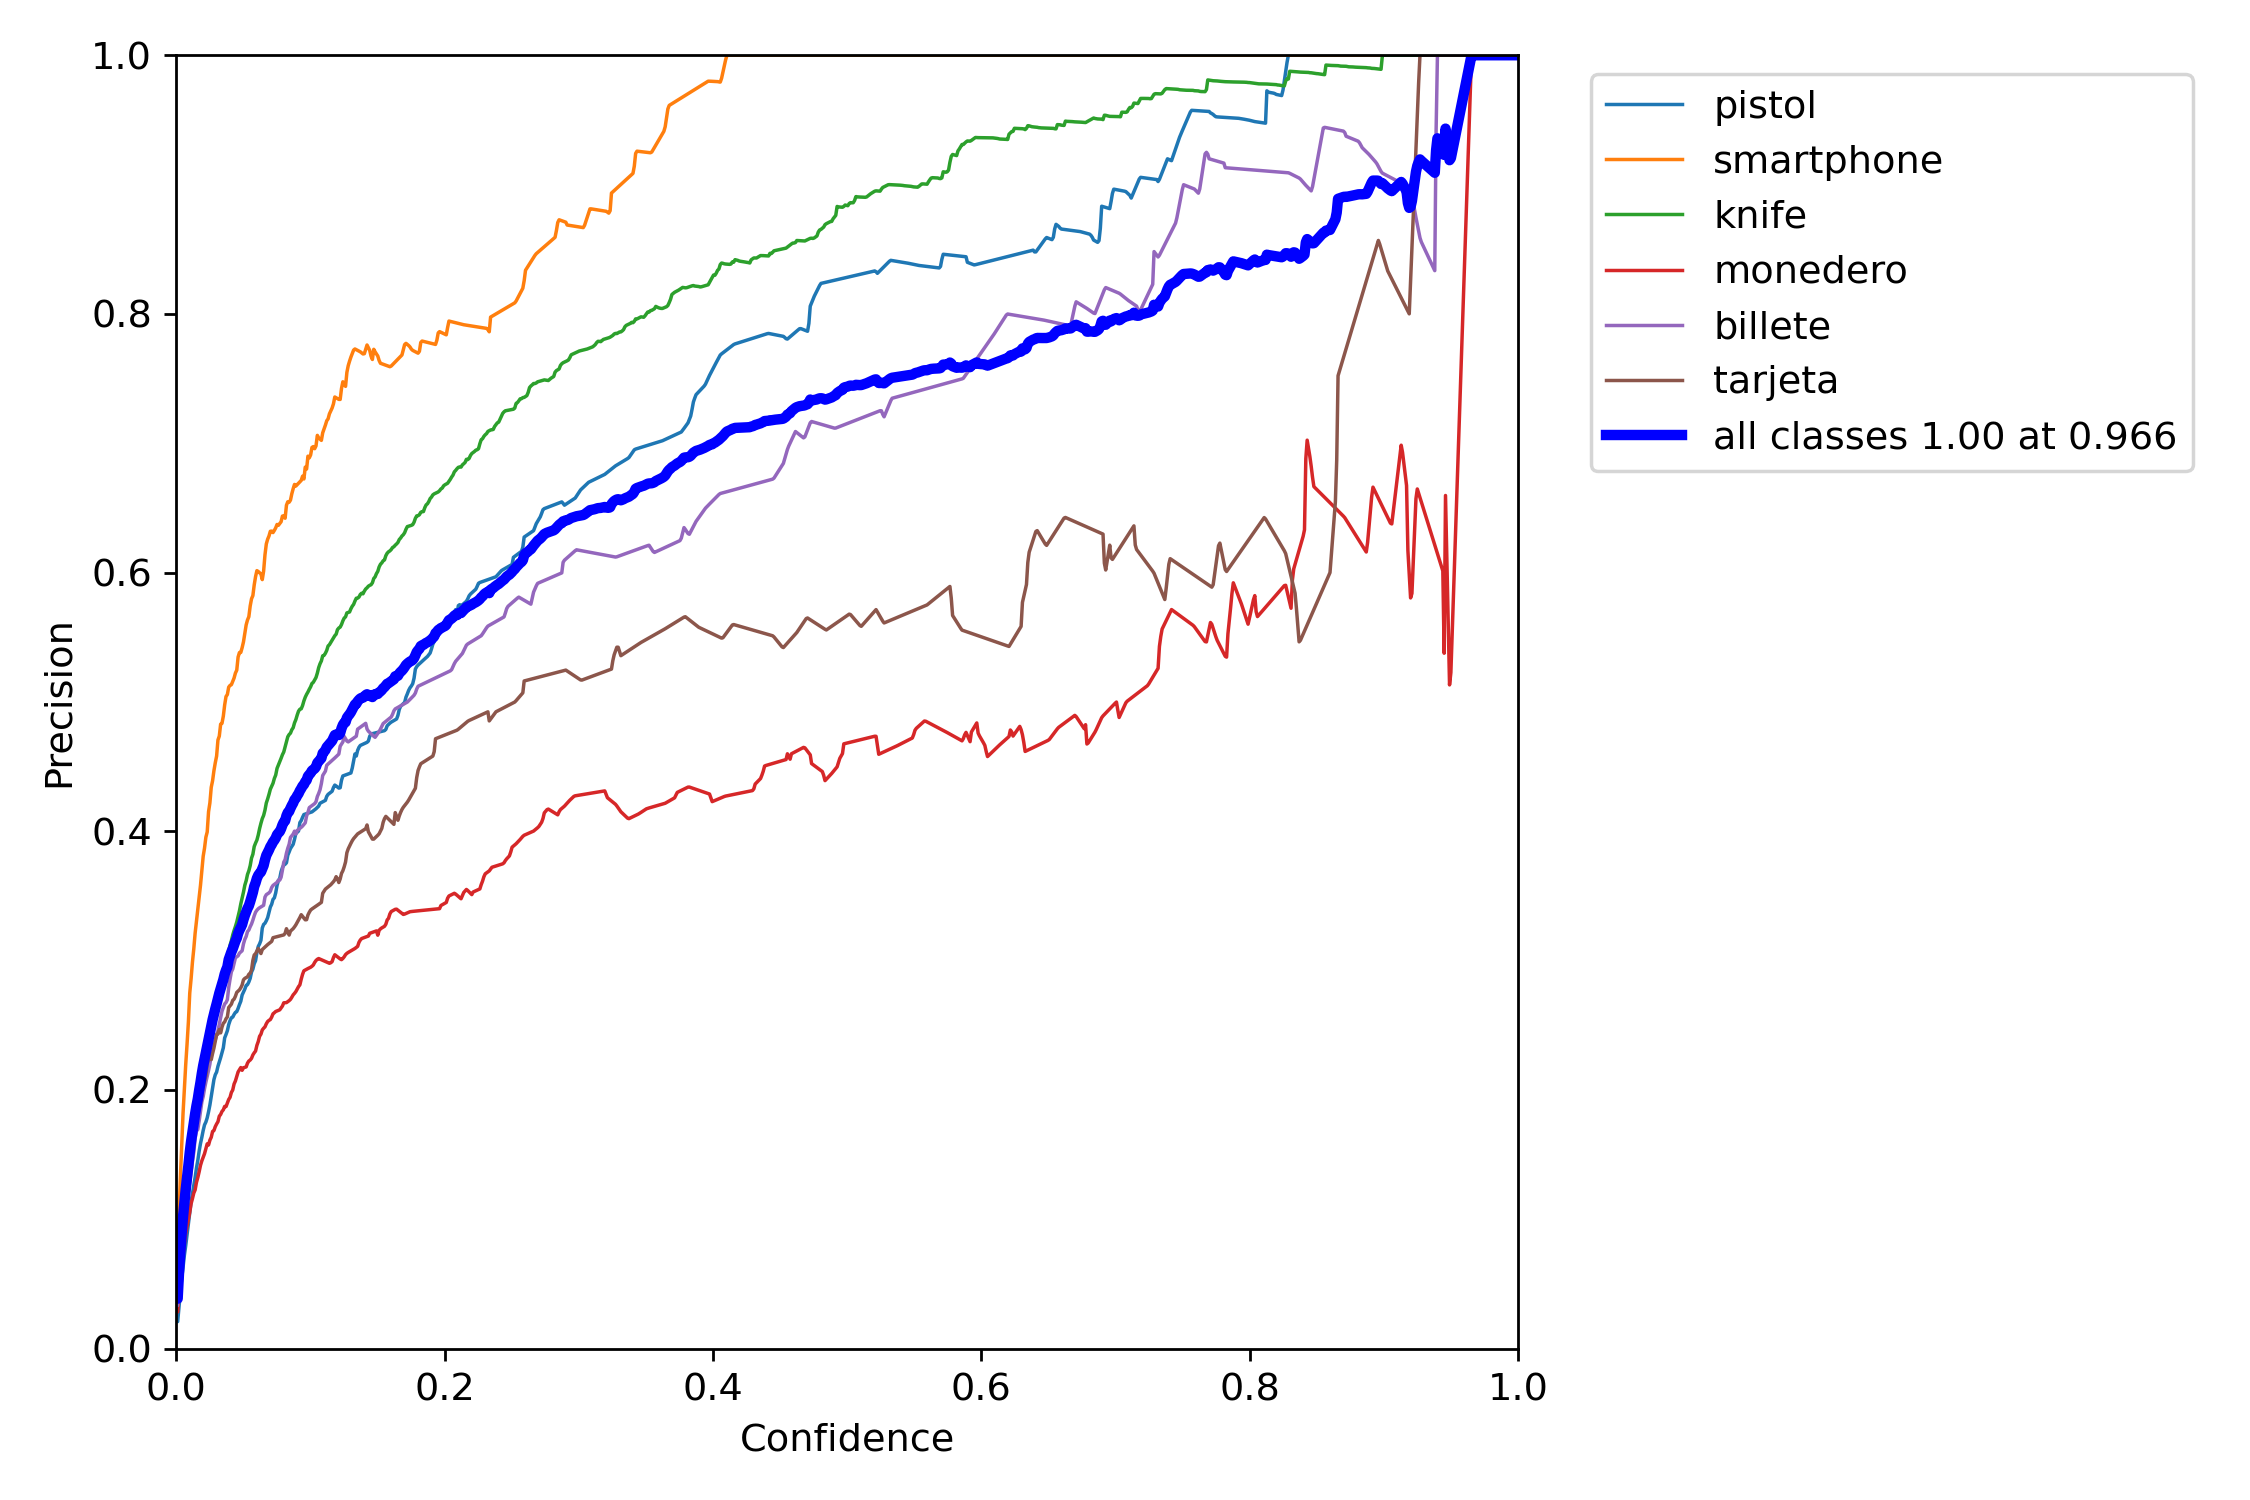 1.0
0.8
0.6
0.4
0.2
0.0
0.0 0.2 0.4 0.6 0.8 1.0
Precision
Confidence
pistol
smartphone
knife
monedero
billete
tarjeta
all classes 1.00 at 0.966